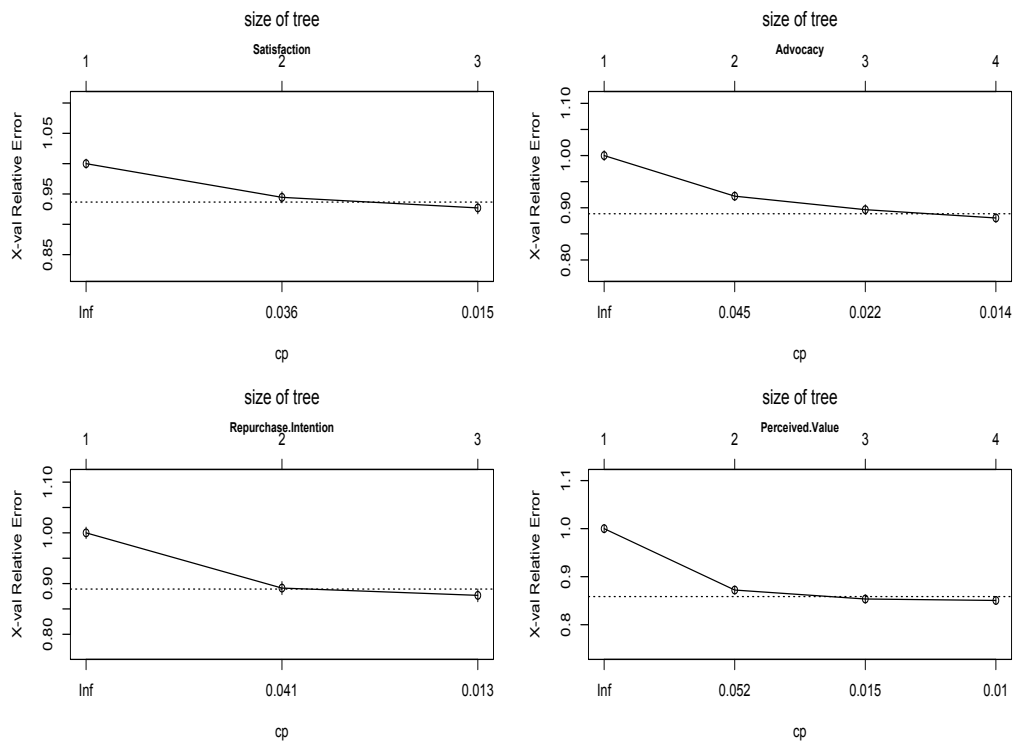 size of tree
Satisfaction
1 2 3
X-val Relative Error
0.85 0.95 1.05
Inf 0.036 0.015
cp
size of tree
Advocacy
1 2 3 4
X-val Relative Error
0.80 0.90 1.00 1.10
Inf 0.045 0.022 0.014
cp
size of tree
Repurchase.Intention
1 2 3
X-val Relative Error
0.80 0.90 1.00 1.10
Inf 0.041 0.013
cp
size of tree
Perceived.Value
1 2 3 4
X-val Relative Error
0.8 0.9 1.0 1.1
Inf 0.052 0.015 0.01
cp